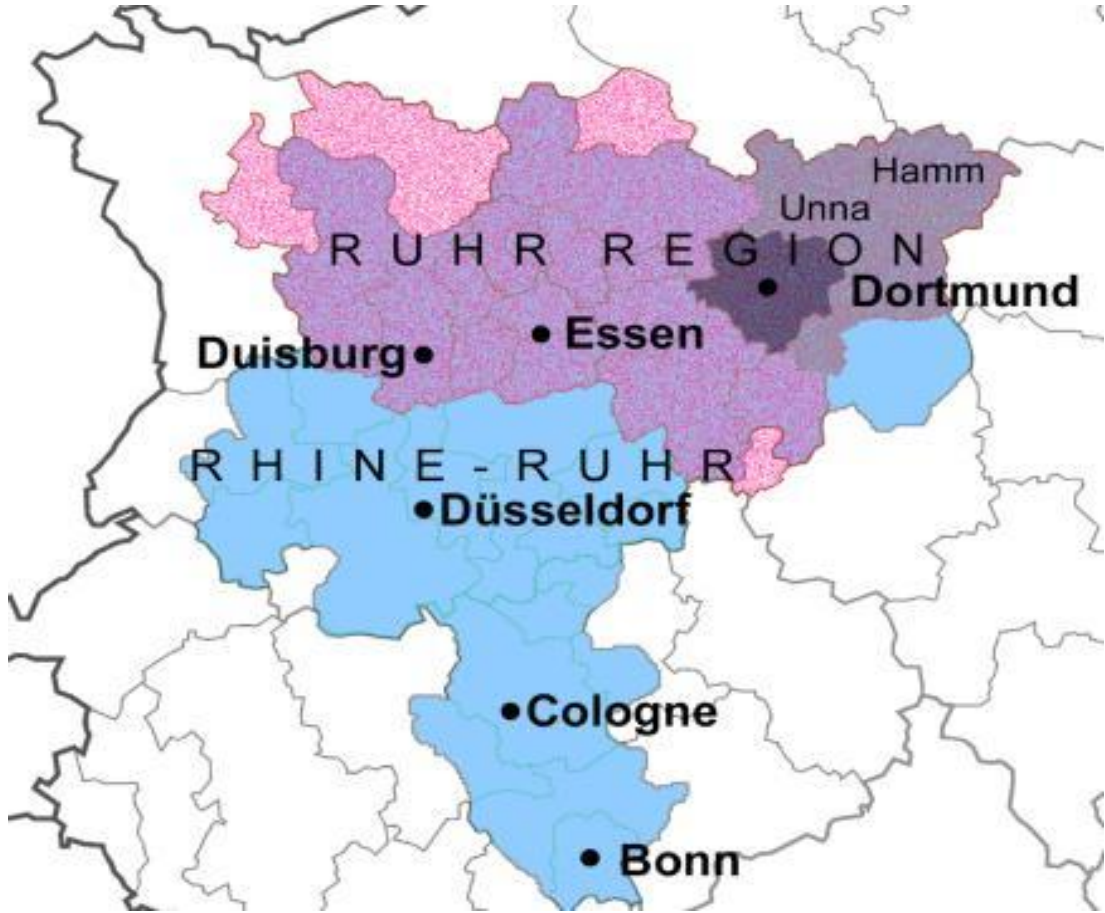 Hamm
Unna
RUHR REGION
Dortmund
Essen
Duisburg
RHINE-RUHR
Düsseldorf
Cologne
Bonn